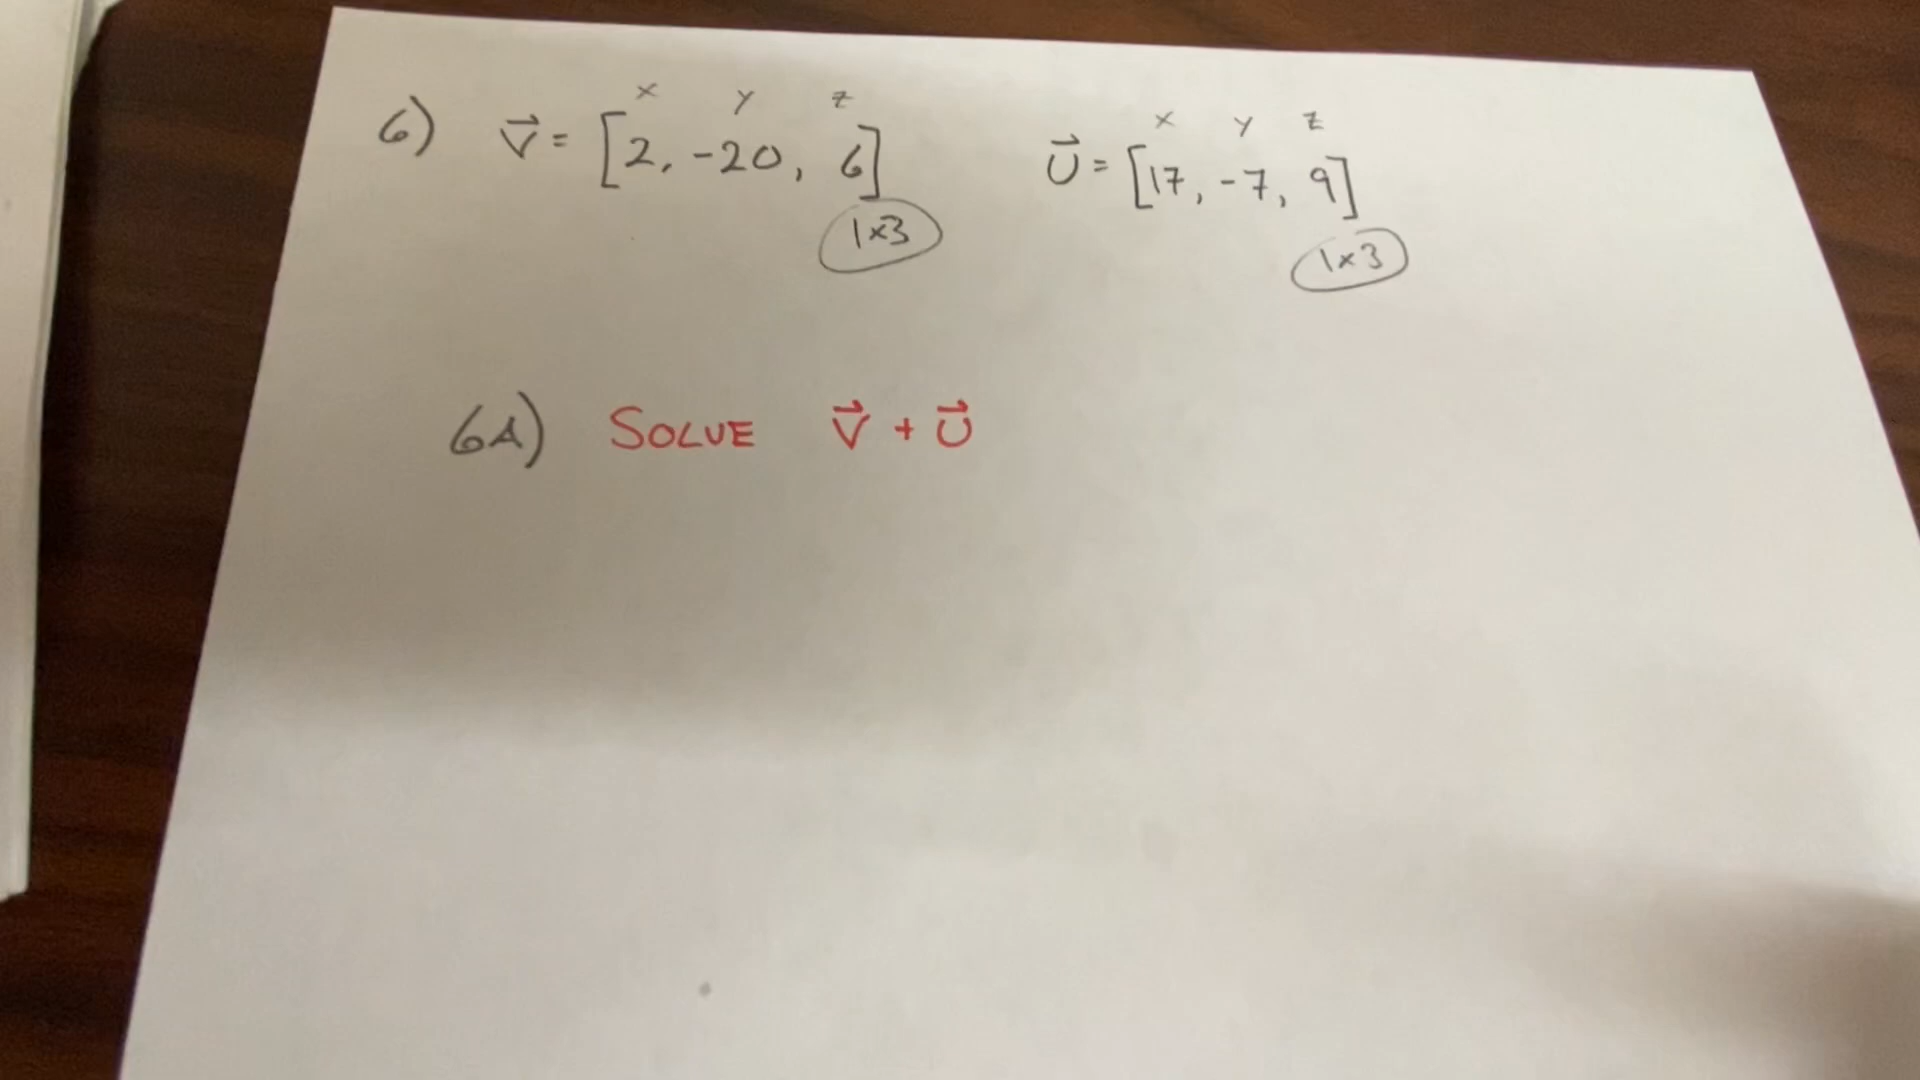 x y z x y z
6) v⃗ = [2, -20, 6] u⃗ = [17, -7, 9]
1x3 1x3
6A) SOLVE v⃗ + u⃗